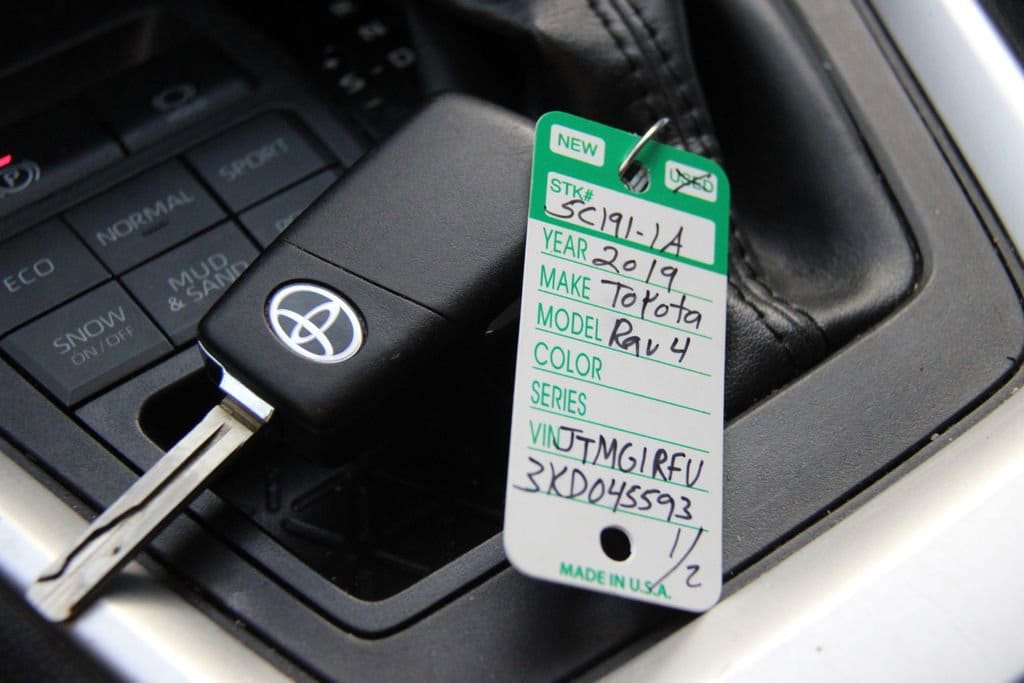 N
D
S -
P
SPORT
NORMAL
ECO
MUD
& SAND
SNOW
ON/OFF
NEW
USED
STK#
SC191-1A
YEAR 2019
MAKE Toyota
MODEL Rav 4
COLOR
SERIES
VIN JTMG1RFV
3KD045593
1/2
MADE IN U.S.A.